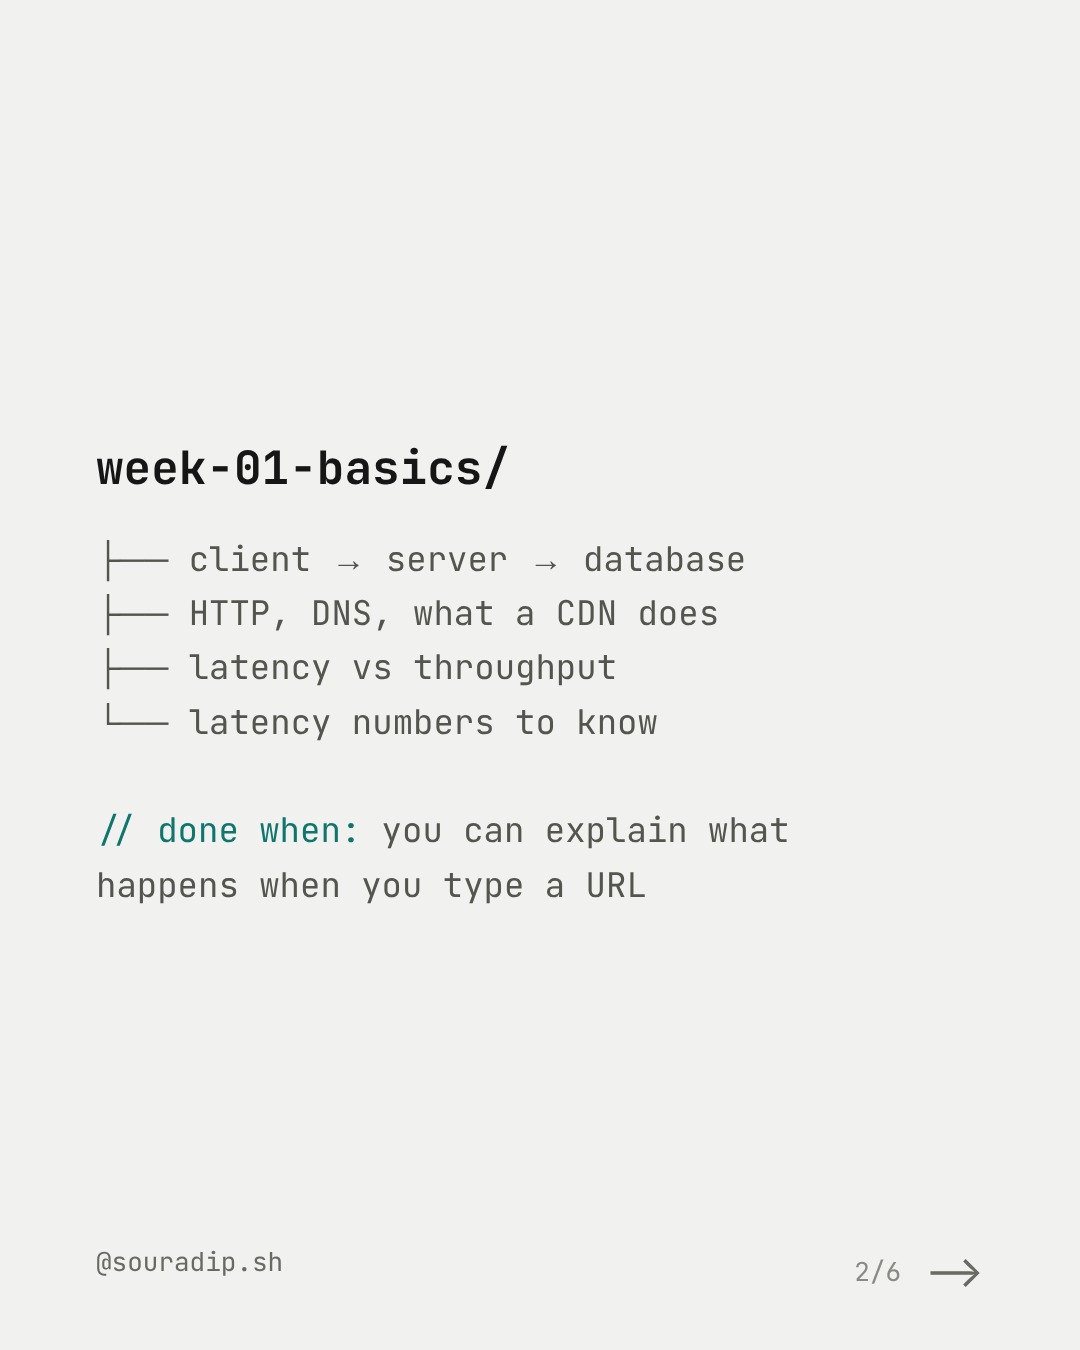 week-01-basics/
├── client → server → database
├── HTTP, DNS, what a CDN does
├── latency vs throughput
└── latency numbers to know
// done when: you can explain what
happens when you type a URL
@souradip.sh
2/6 →